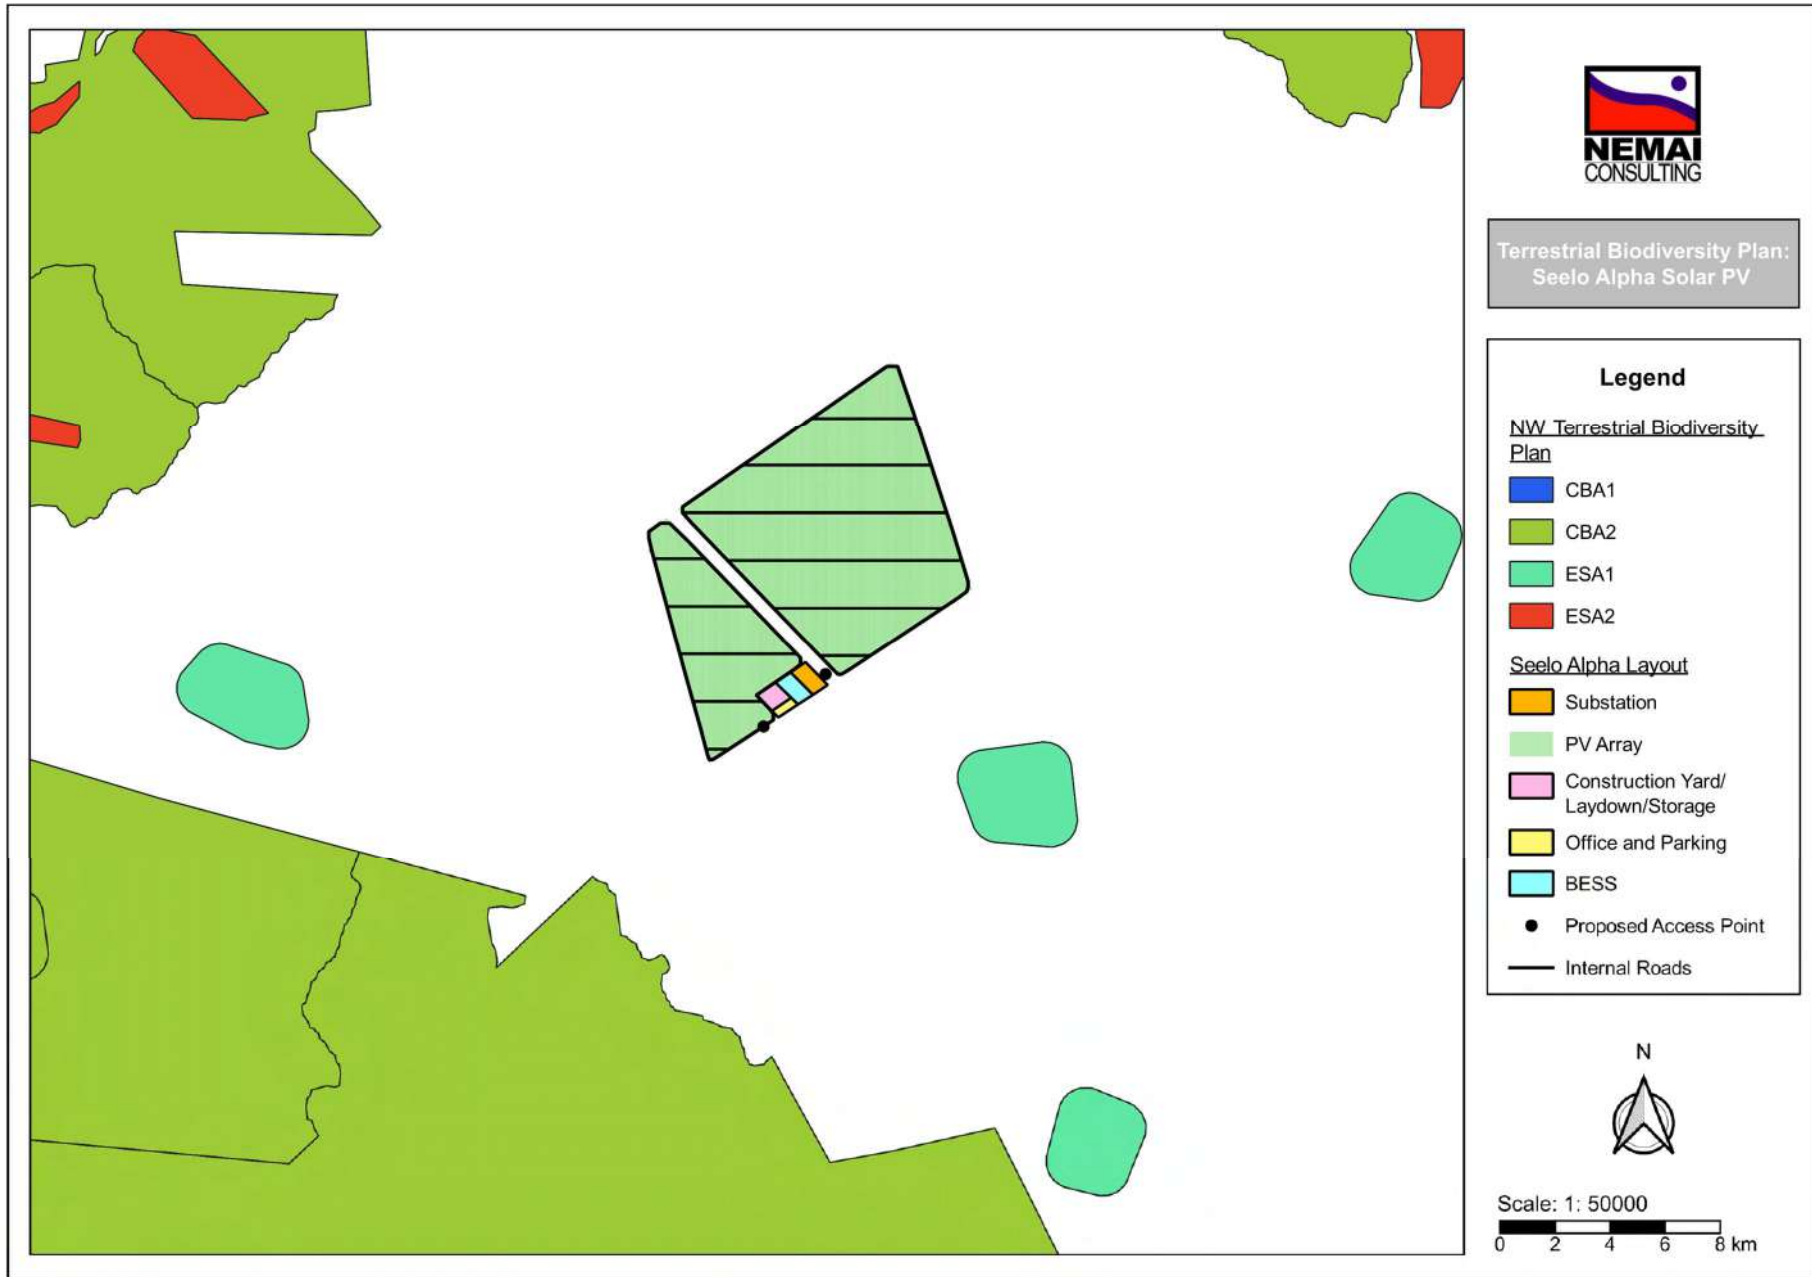 NEMAI
CONSULTING
Terrestrial Biodiversity Plan:
Seelo Alpha Solar PV
Legend
NW Terrestrial Biodiversity
Plan
CBA1
CBA2
ESA1
ESA2
Seelo Alpha Layout
Substation
PV Array
Construction Yard/
Laydown/Storage
Office and Parking
BESS
Proposed Access Point
Internal Roads
N
Scale: 1: 50000
0 2 4 6 8 km